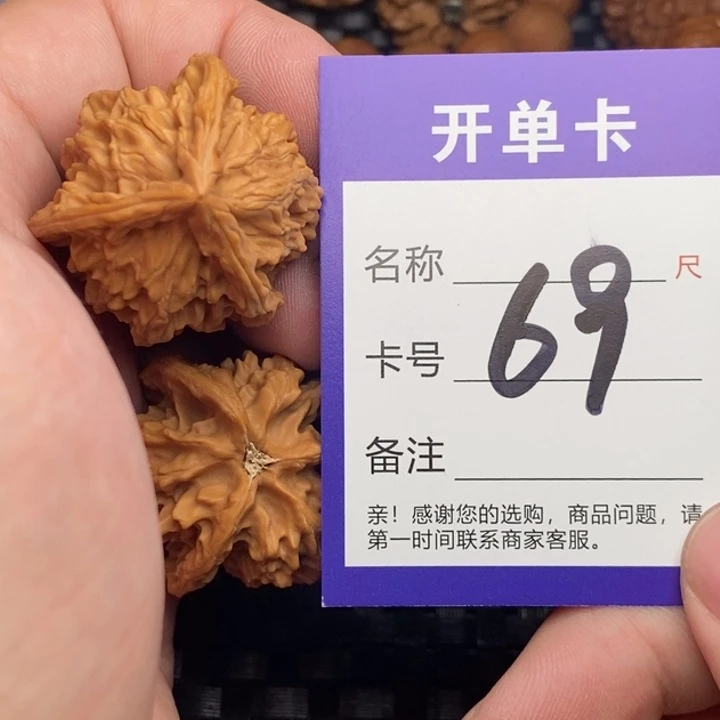 开单卡
名称 尺
69
卡号
备注
亲！感谢您的选购，商品问题，请
第一时间联系商家客服。